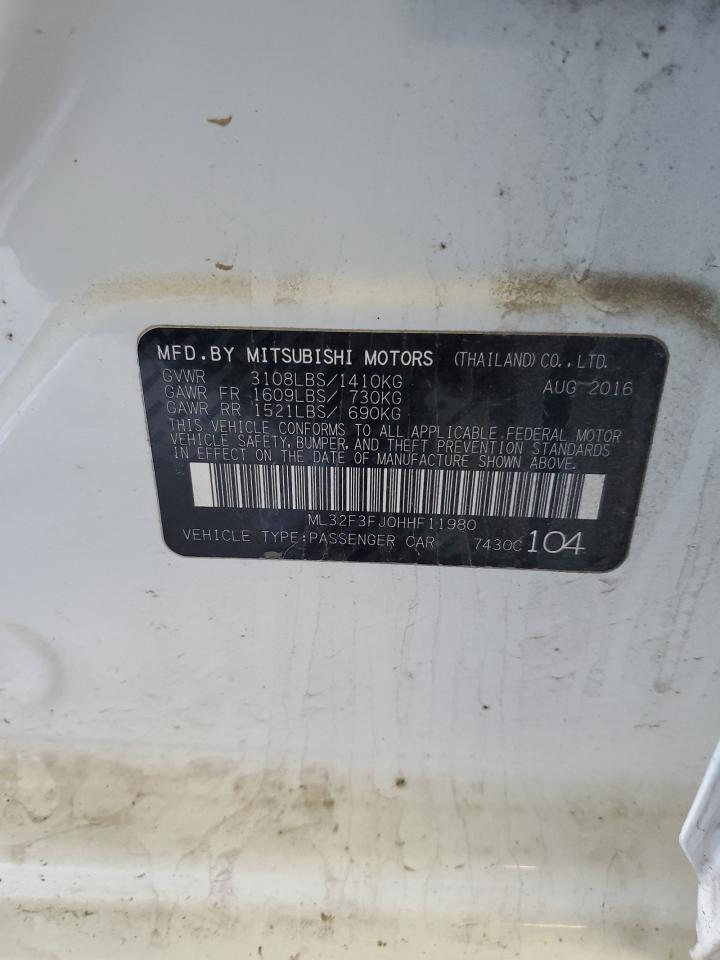 MFD.BY MITSUBISHI MOTORS (THAILAND) CO.,LTD.
GVWR 3108LBS/1410KG AUG 2016
GAWR FR 1609LBS/ 730KG
GAWR RR 1521LBS/ 690KG
THIS VEHICLE CONFORMS TO ALL APPLICABLE FEDERAL MOTOR
VEHICLE SAFETY, BUMPER, AND THEFT PREVENTION STANDARDS
IN EFFECT ON THE DATE OF MANUFACTURE SHOWN ABOVE.
ML32F3FJ0HHF11980
VEHICLE TYPE:PASSENGER CAR 7430C 104